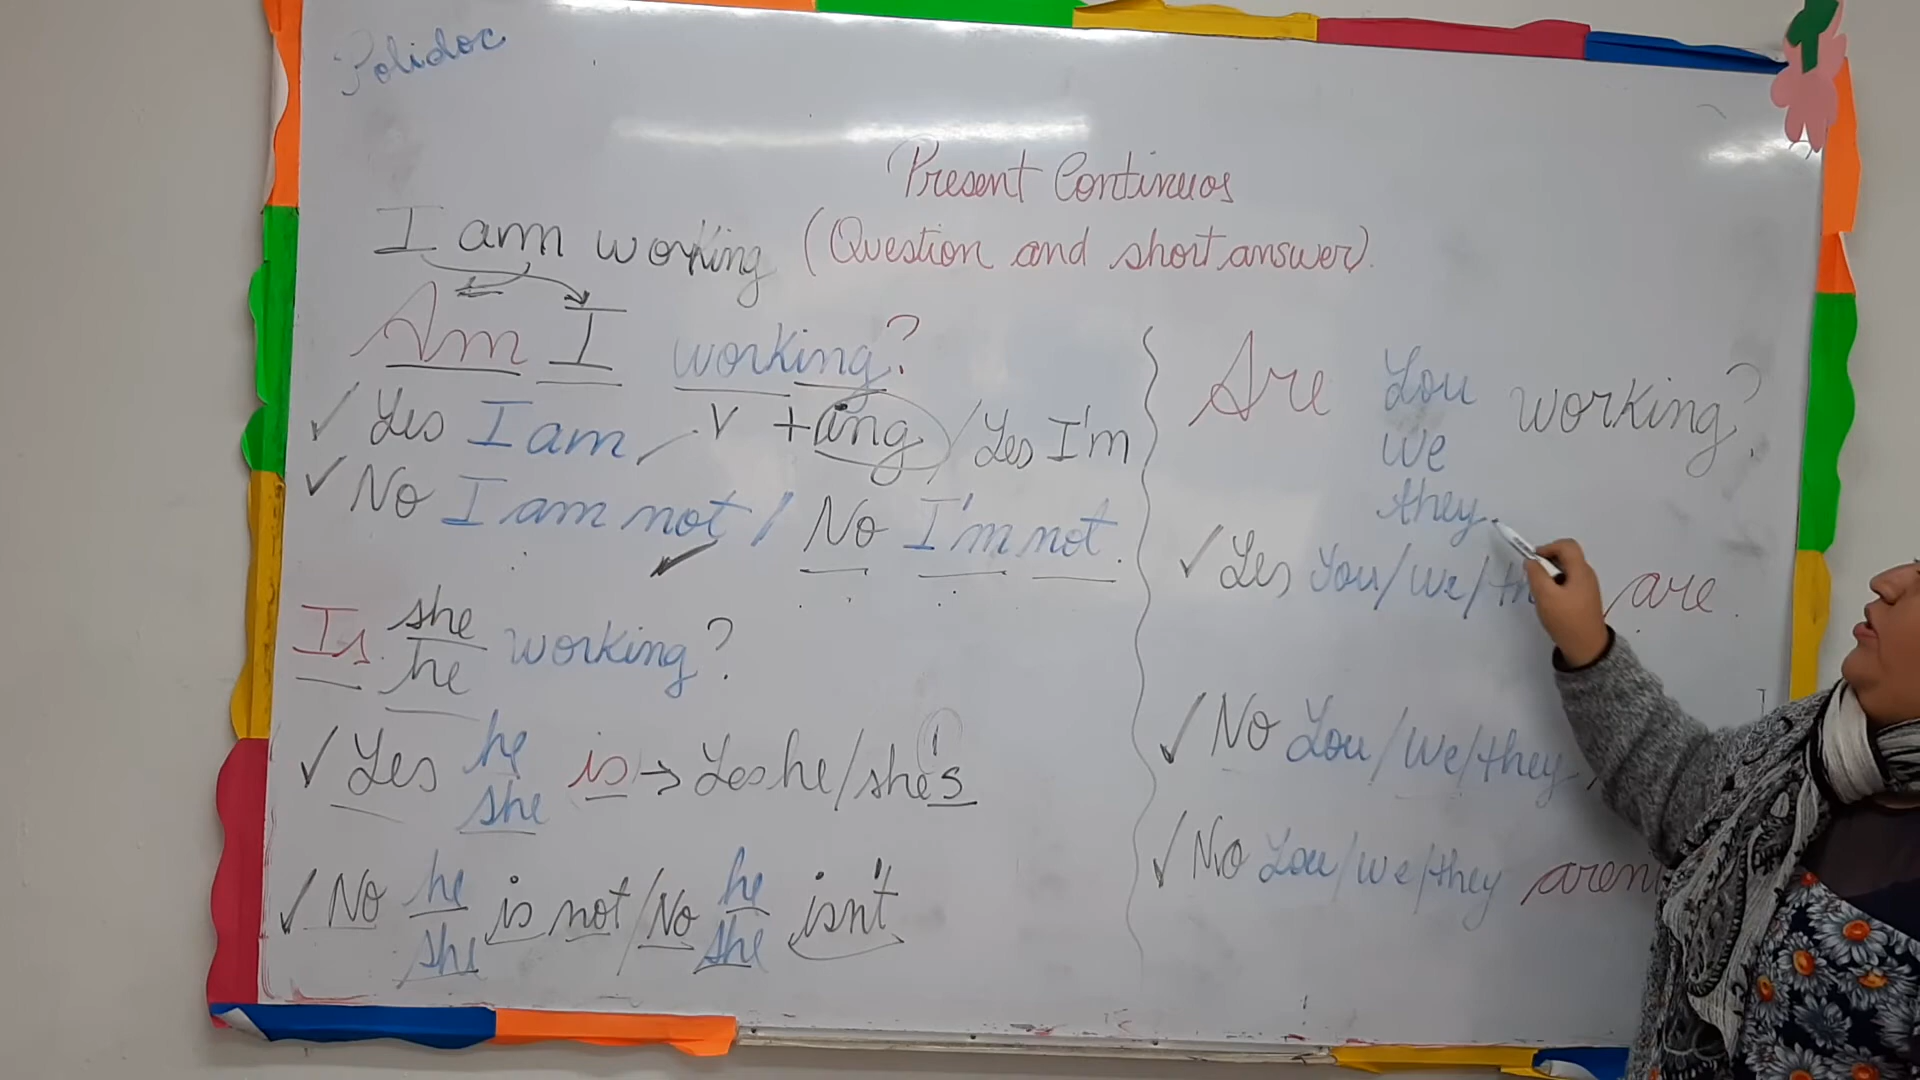 Polidoc
Present Continuos
I am working (Question and short answer).
Am I working?
✓ Yes I am / V + ing / Yes I'm
✓ No I am not / No I'm not.
Is she working?
he
✓ Yes he is → Yes he/she's
she
✓ No he is not / No he isn't
she she
Are You working?
we
they
✓ Yes You/we/th are.
✓ No You/we/they
✓ No You/we/they aren